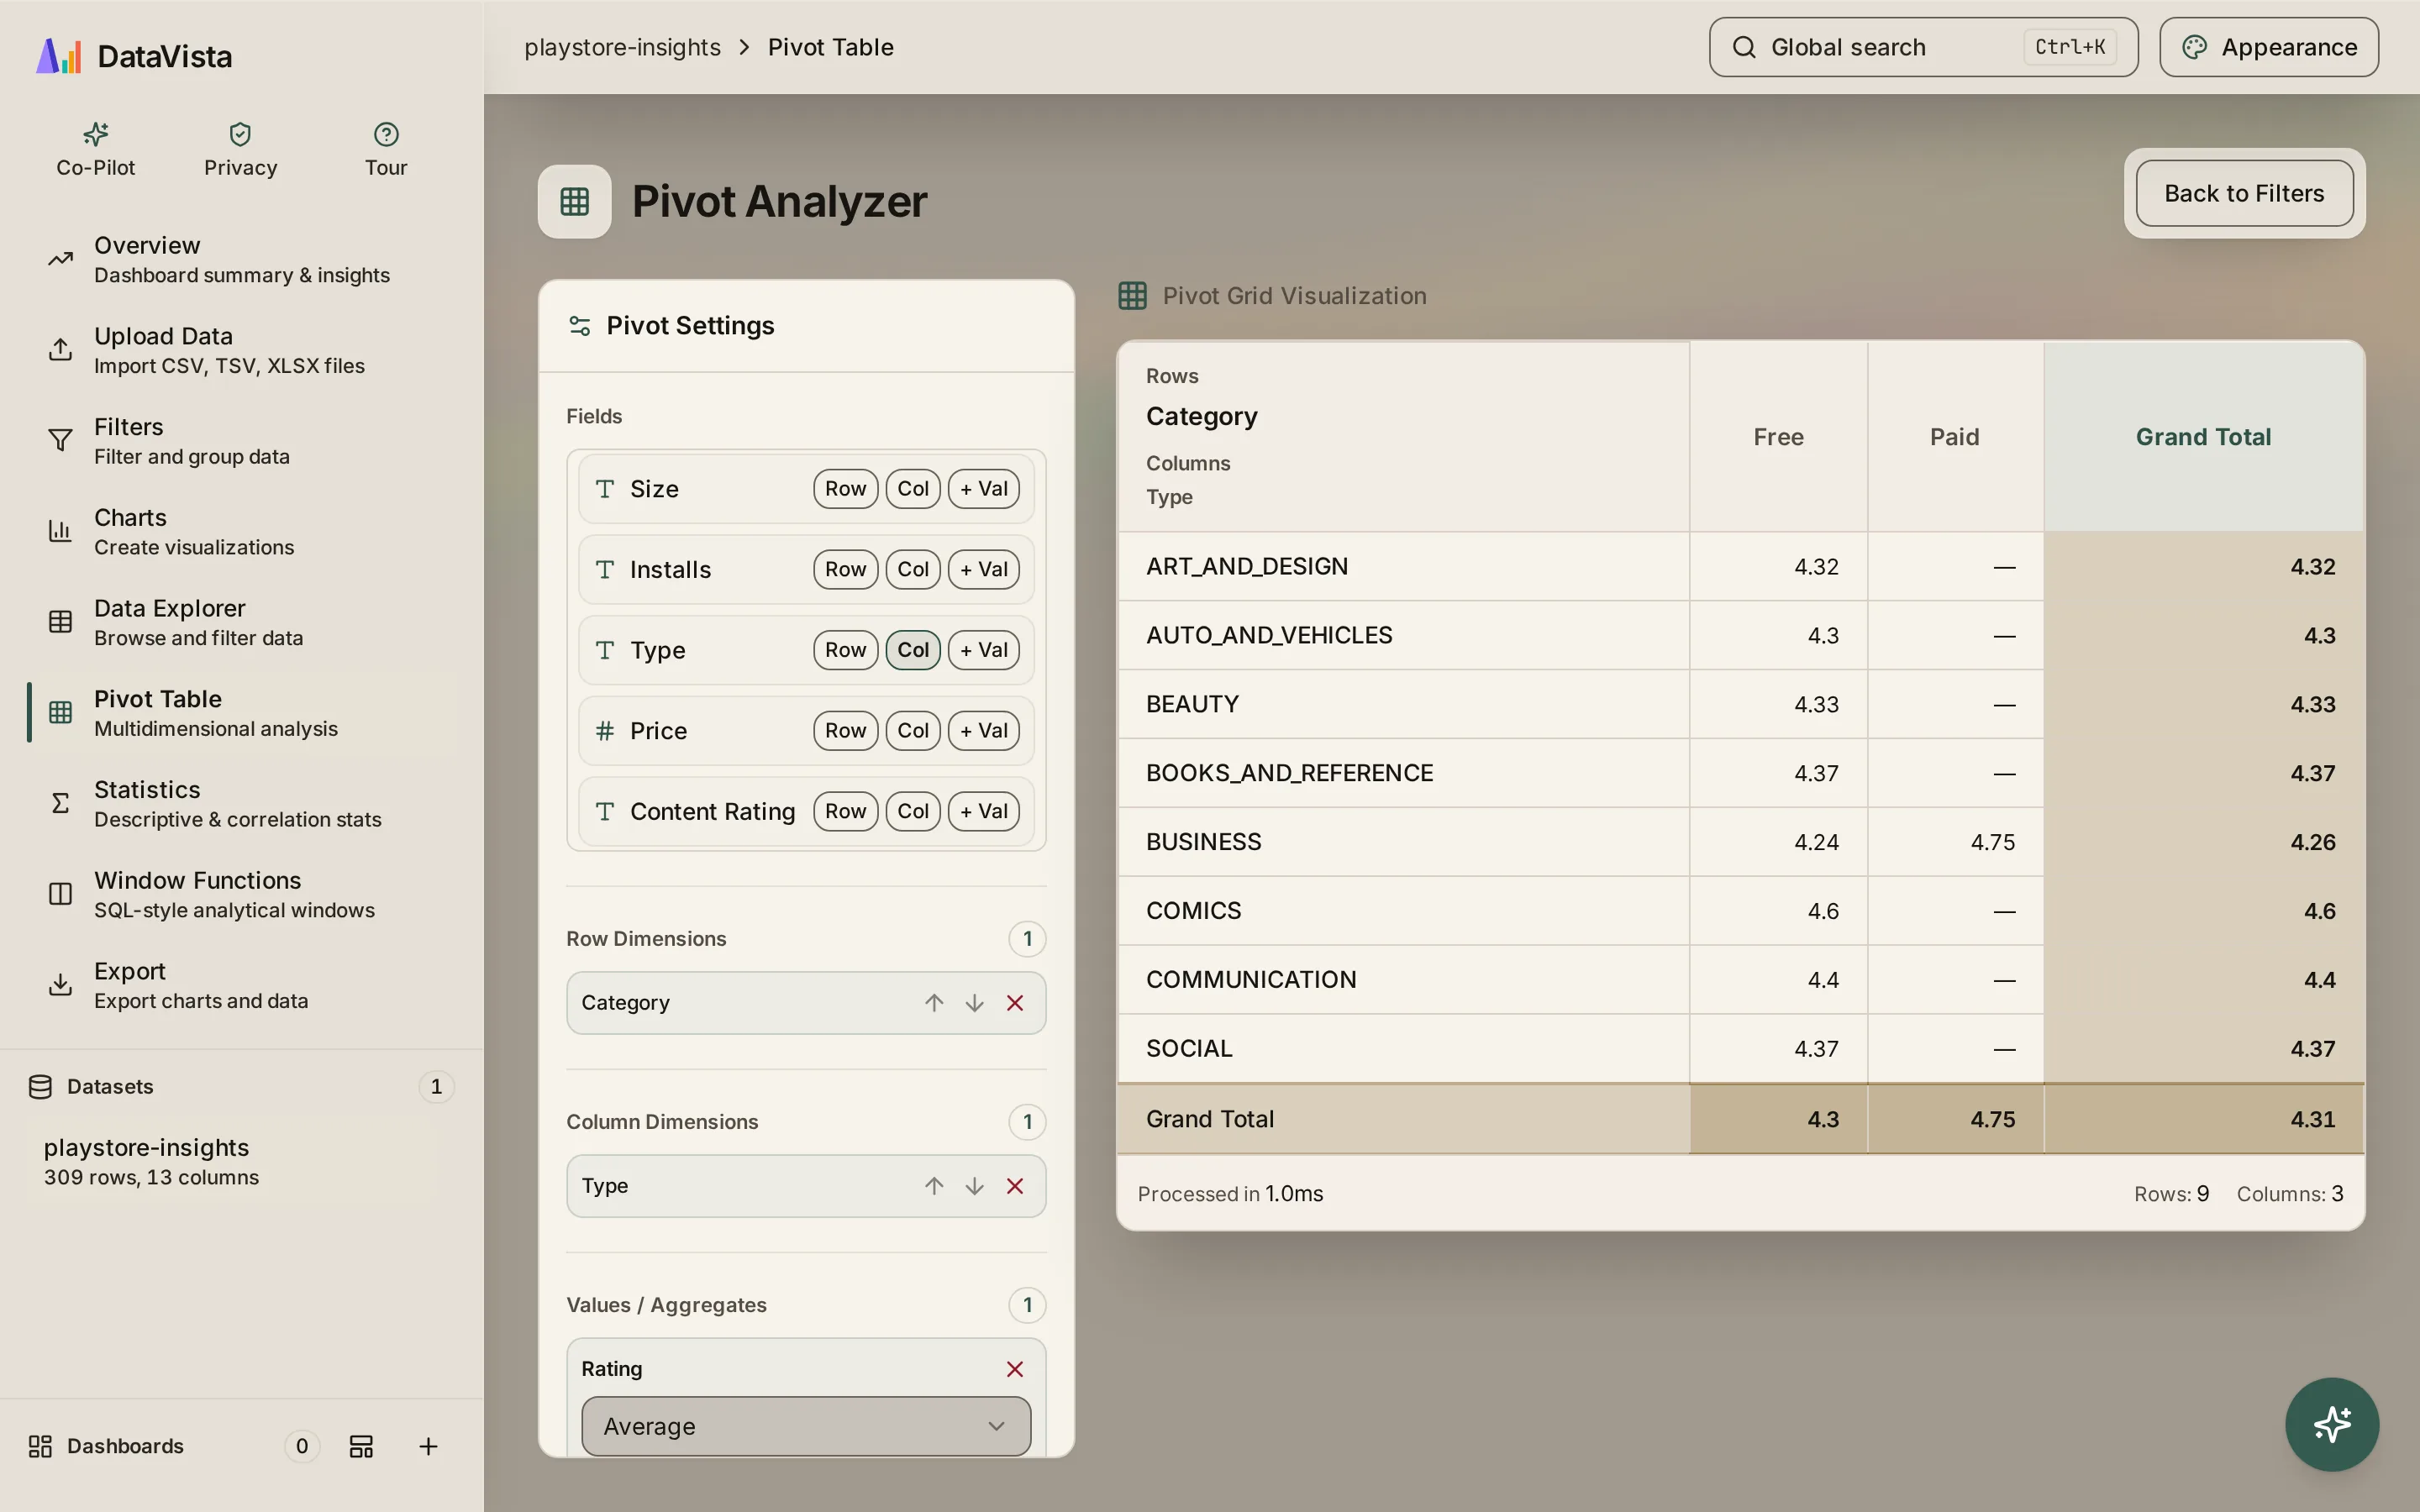 DataVista
Co-Pilot
Privacy
Tour
Overview
Dashboard summary & insights
Upload Data
Import CSV, TSV, XLSX files
Filters
Filter and group data
Charts
Create visualizations
Data Explorer
Browse and filter data
Pivot Table
Multidimensional analysis
Statistics
Descriptive & correlation stats
Window Functions
SQL-style analytical windows
Export
Export charts and data
Datasets 1
playstore-insights
309 rows, 13 columns
Dashboards 0
playstore-insights > Pivot Table
Global search Ctrl+K
Appearance
Pivot Analyzer
Back to Filters
Pivot Settings
Fields
Size Row Col + Val
Installs Row Col + Val
Type Row Col + Val
Price Row Col + Val
Content Rating Row Col + Val
Row Dimensions 1
Category
Column Dimensions 1
Type
Values / Aggregates 1
Rating
Average
Pivot Grid Visualization
Rows
Category
Columns
Type
Free Paid Grand Total
ART_AND_DESIGN 4.32 — 4.32
AUTO_AND_VEHICLES 4.3 — 4.3
BEAUTY 4.33 — 4.33
BOOKS_AND_REFERENCE 4.37 — 4.37
BUSINESS 4.24 4.75 4.26
COMICS 4.6 — 4.6
COMMUNICATION 4.4 — 4.4
SOCIAL 4.37 — 4.37
Grand Total 4.3 4.75 4.31
Processed in 1.0ms
Rows: 9 Columns: 3